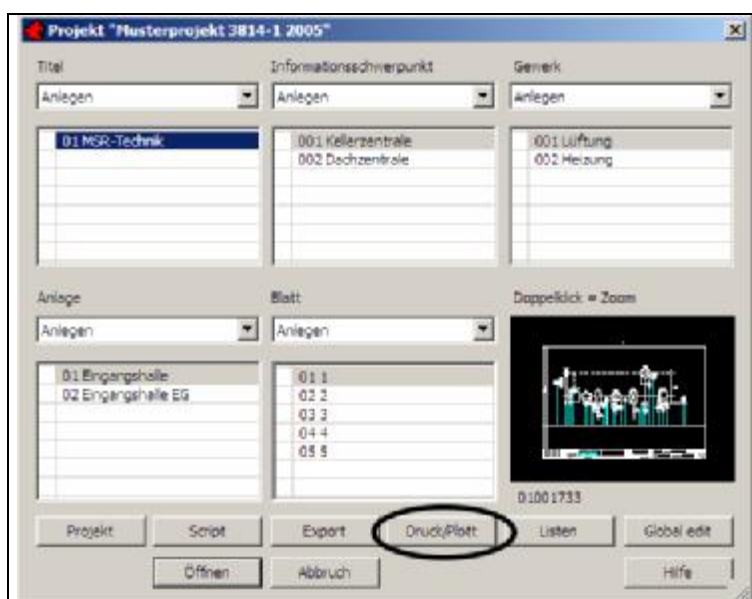 Projekt "Musterprojekt 3814-1 2005"
Titel
Informationsschwerpunkt
Gewerk
Anlegen
Anlegen
Anlegen
01 MSR-Technik
001 Kellerzentrale
002 Dachzentrale
001 Lüftung
002 Heizung
Anlage
Blatt
Doppelklick = Zoom
Anlegen
Anlegen
01 Eingangshalle
02 Eingangshalle EG
01 1
02 2
03 3
04 4
05 5
01001733
Projekt
Script
Export
Druck/Plott
Listen
Global edit
Öffnen
Abbruch
Hilfe